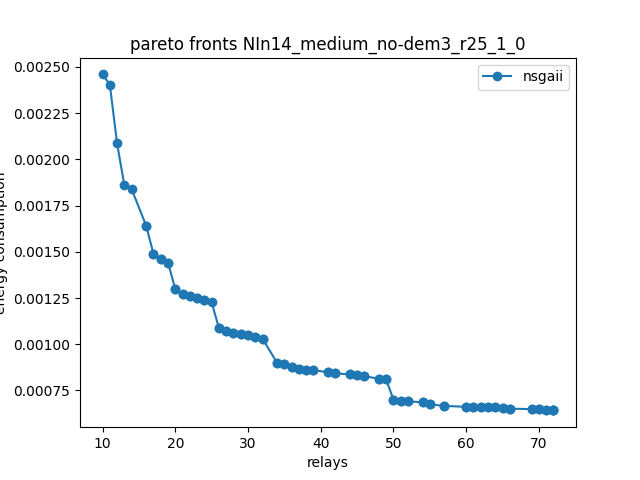 pareto fronts NIn14_medium_no-dem3_r25_1_0
nsgaii
0.00250
0.00225
0.00200
0.00175
0.00150
0.00125
0.00100
0.00075
energy consumption
10 20 30 40 50 60 70
relays